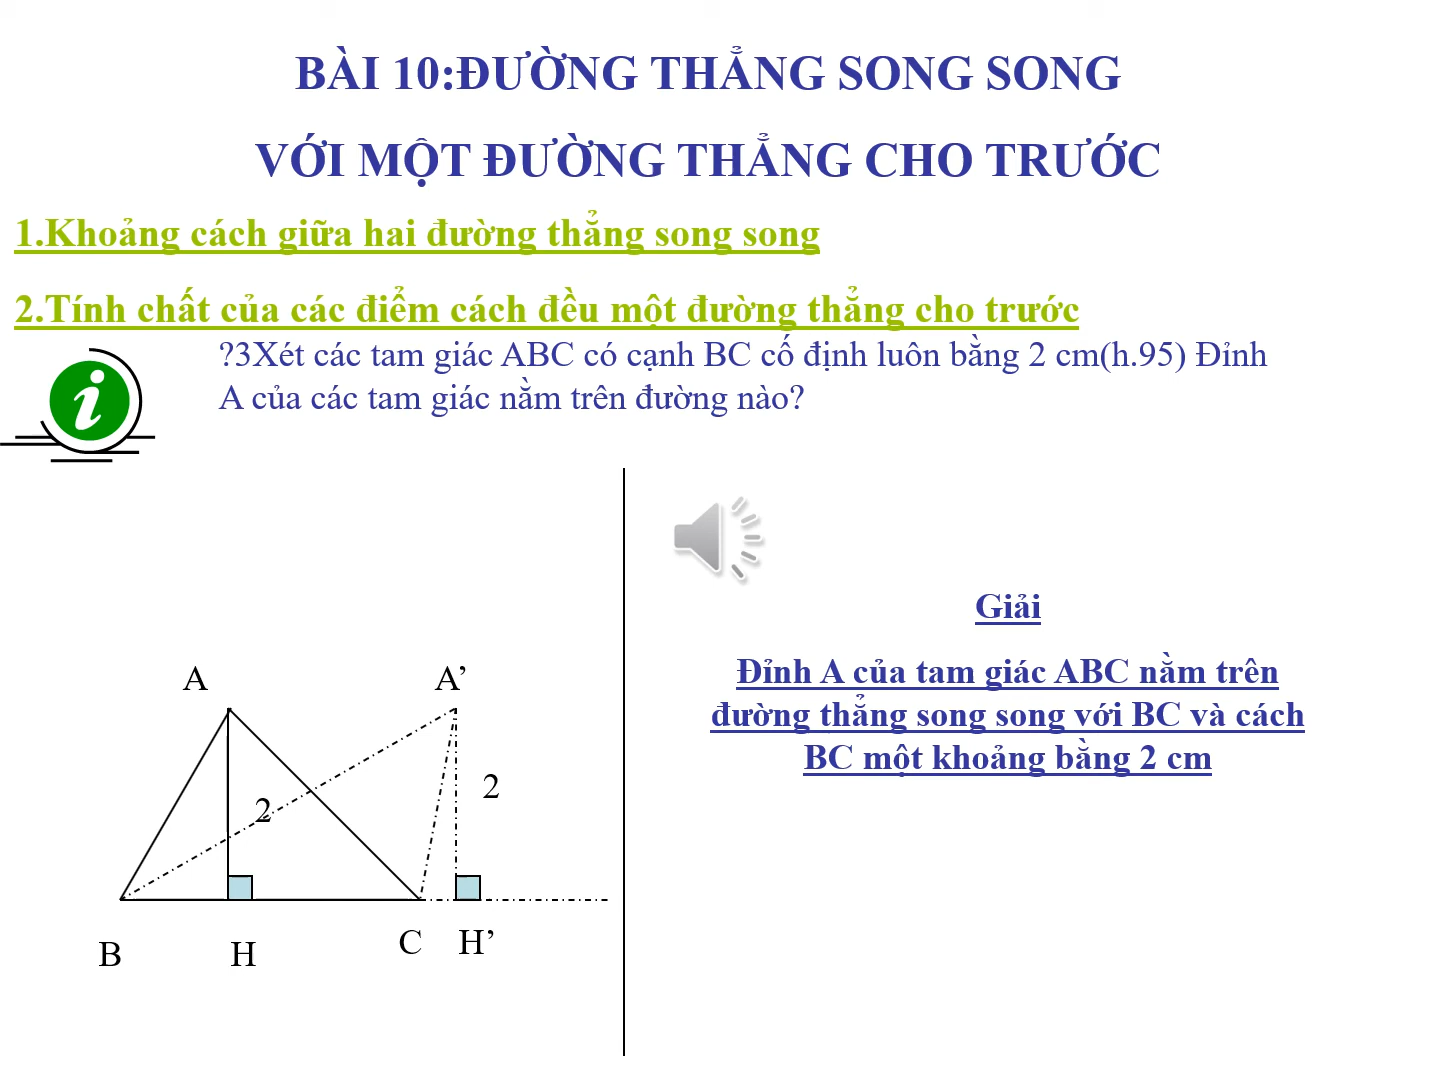 BÀI 10:ĐƯỜNG THẲNG SONG SONG
VỚI MỘT ĐƯỜNG THẲNG CHO TRƯỚC
1.Khoảng cách giữa hai đường thẳng song song
2.Tính chất của các điểm cách đều một đường thẳng cho trước
?3Xét các tam giác ABC có cạnh BC cố định luôn bằng 2 cm(h.95) Đỉnh
A của các tam giác nằm trên đường nào?
Giải
Đỉnh A của tam giác ABC nằm trên
đường thẳng song song với BC và cách
BC một khoảng bằng 2 cm
A A’
2 2
B H C H’